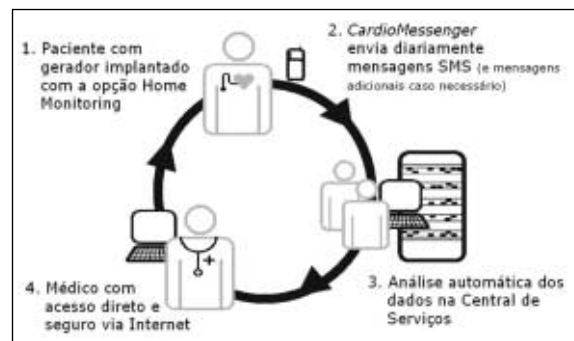 1. Paciente com
gerador implantado
com a opção Home
Monitoring
2. CardioMessenger
envia diariamente
mensagens SMS (e mensagens
adicionais caso necessário)
3. Análise automática dos
dados na Central de
Serviços
4. Médico com
acesso direto e
seguro via Internet